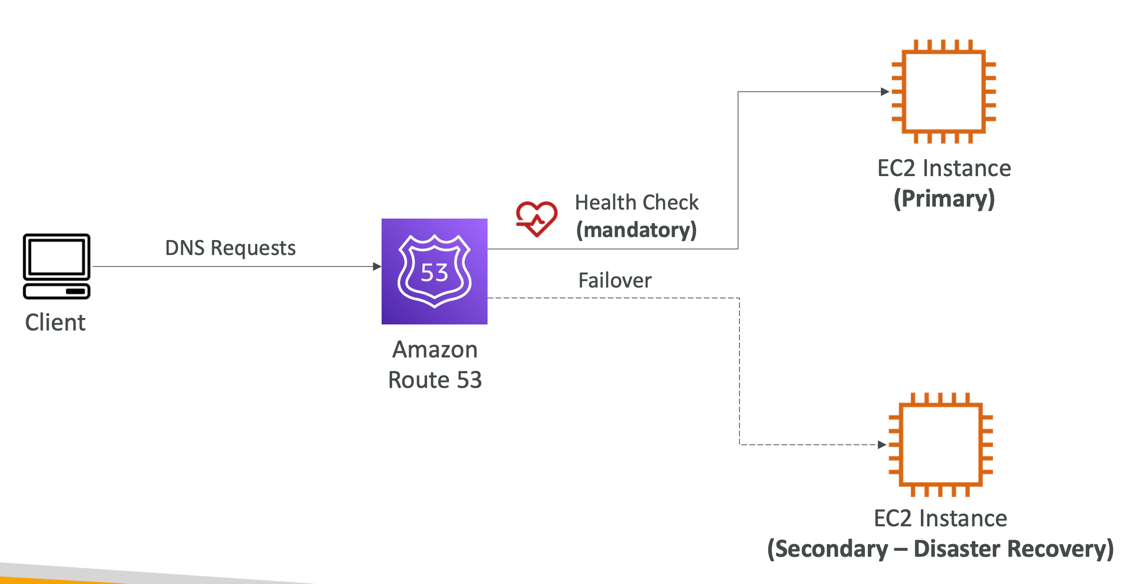 EC2 Instance
(Primary)
Health Check
(mandatory)
DNS Requests
53
Failover
Client
Amazon
Route 53
EC2 Instance
(Secondary – Disaster Recovery)